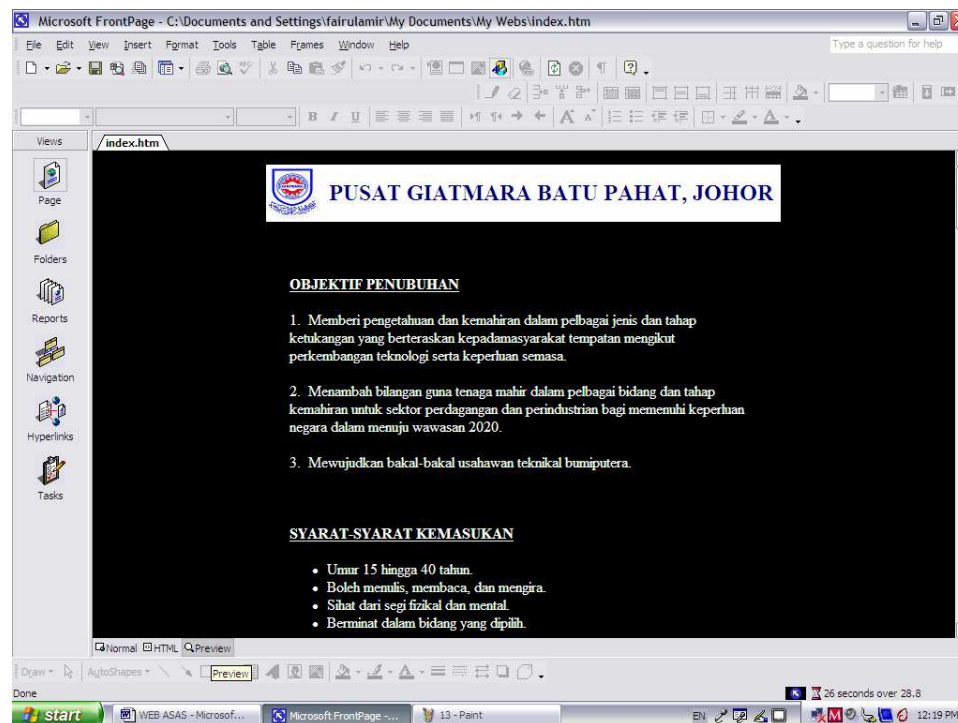 Microsoft FrontPage - C:\Documents and Settings\fairulamir\My Documents\My Webs\index.htm
File Edit View Insert Format Tools Table Frames Window Help
Type a question for help
B I U
Views
index.htm
Page
Folders
Reports
Navigation
Hyperlinks
Tasks
PUSAT GIATMARA BATU PAHAT, JOHOR
OBJEKTIF PENUBUHAN
1. Memberi pengetahuan dan kemahiran dalam pelbagai jenis dan tahap
ketukangan yang berteraskan kepadamasyarakat tempatan mengikut
perkembangan teknologi serta keperluan semasa.
2. Menambah bilangan guna tenaga mahir dalam pelbagai bidang dan tahap
kemahiran untuk sektor perdagangan dan perindustrian bagi memenuhi keperluan
negara dalam menuju wawasan 2020.
3. Mewujudkan bakal-bakal usahawan teknikal bumiputera.
SYARAT-SYARAT KEMASUKAN
• Umur 15 hingga 40 tahun.
• Boleh menulis, membaca, dan mengira.
• Sihat dari segi fizikal dan mental.
• Berminat dalam bidang yang dipilih.
Normal HTML Preview
Draw AutoShapes Preview
Done
26 seconds over 28.8
start WEB ASAS - Microsof... Microsoft FrontPage -... 13 - Paint EN 12:19 PM